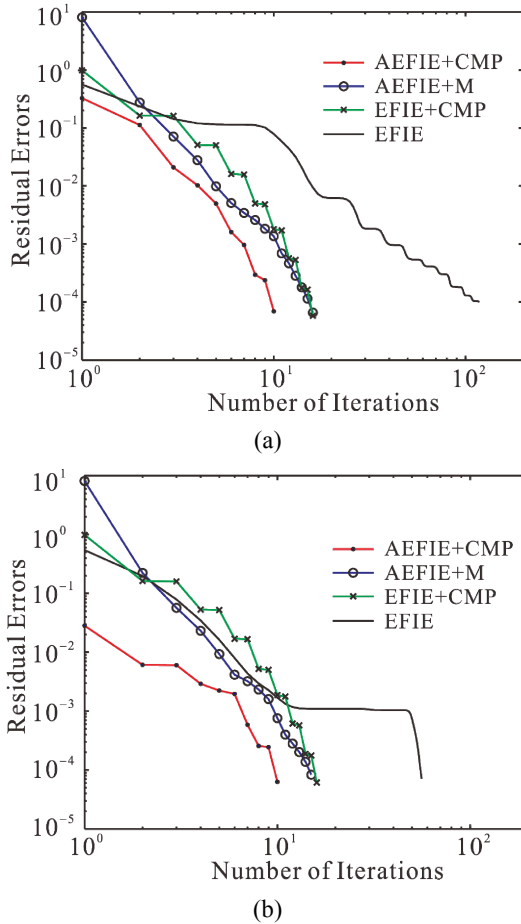 10^1
10^0
10^-1
10^-2
10^-3
10^-4
10^-5
Residual Errors
AEFIE+CMP
AEFIE+M
EFIE+CMP
EFIE
10^0
10^1
10^2
Number of Iterstions
(a)
10^1
10^0
10^-1
10^-2
10^-3
10^-4
10^-5
Residual Errors
AEFIE+CMP
AEFIE+M
EFIE+CMP
EFIE
10^0
10^1
10^2
Number of Iterstions
(b)